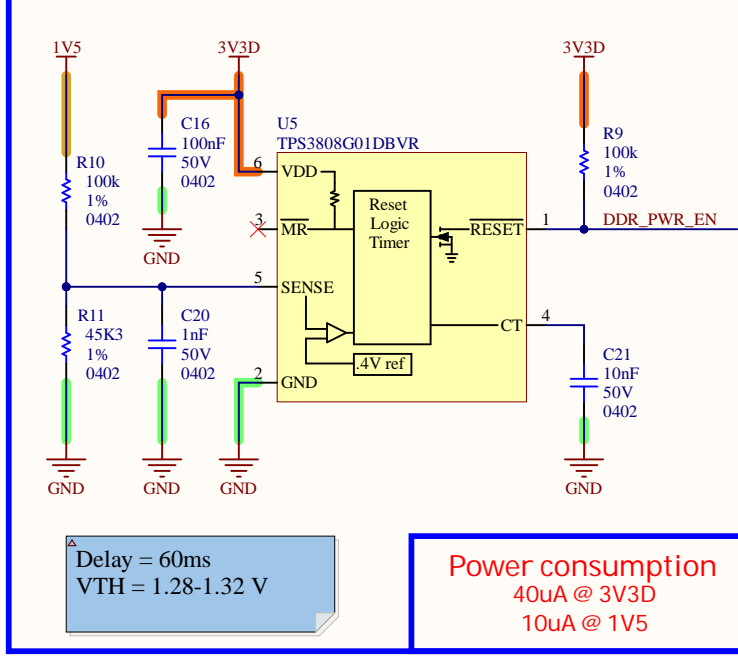 1V5
3V3D
3V3D
C16
100nF
50V
0402
U5
TPS3808G01DBVR
R9
100k
1%
0402
R10
100k
1%
0402
6
VDD
3
MR
Reset
Logic
Timer
RESET
1
DDR_PWR_EN
GND
5
SENSE
R11
45K3
1%
0402
C20
1nF
50V
0402
CT
4
.4V ref
2
GND
C21
10nF
50V
0402
GND
GND
GND
GND
Delay = 60ms
VTH = 1.28-1.32 V
Power consumption
40uA @ 3V3D
10uA @ 1V5